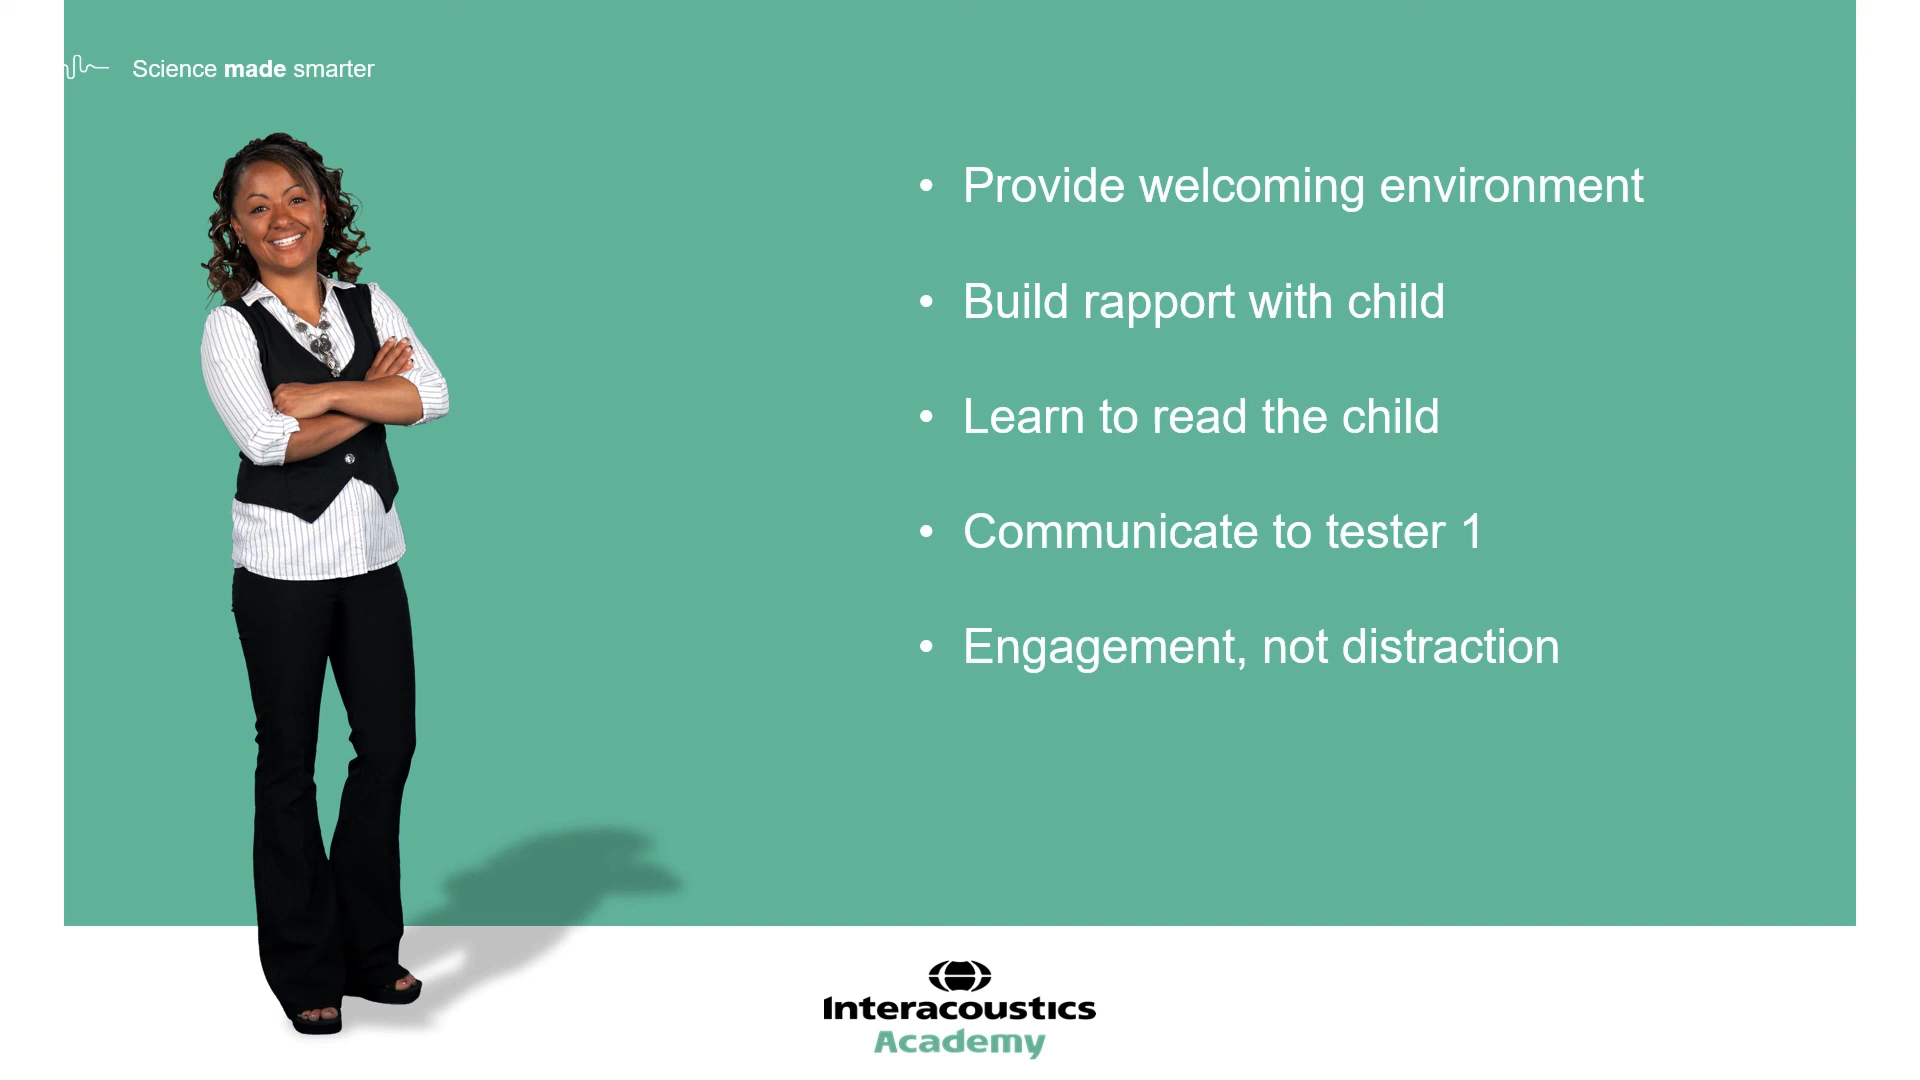 Science made smarter
• Provide welcoming environment
• Build rapport with child
• Learn to read the child
• Communicate to tester 1
• Engagement, not distraction
Interacoustics
Academy